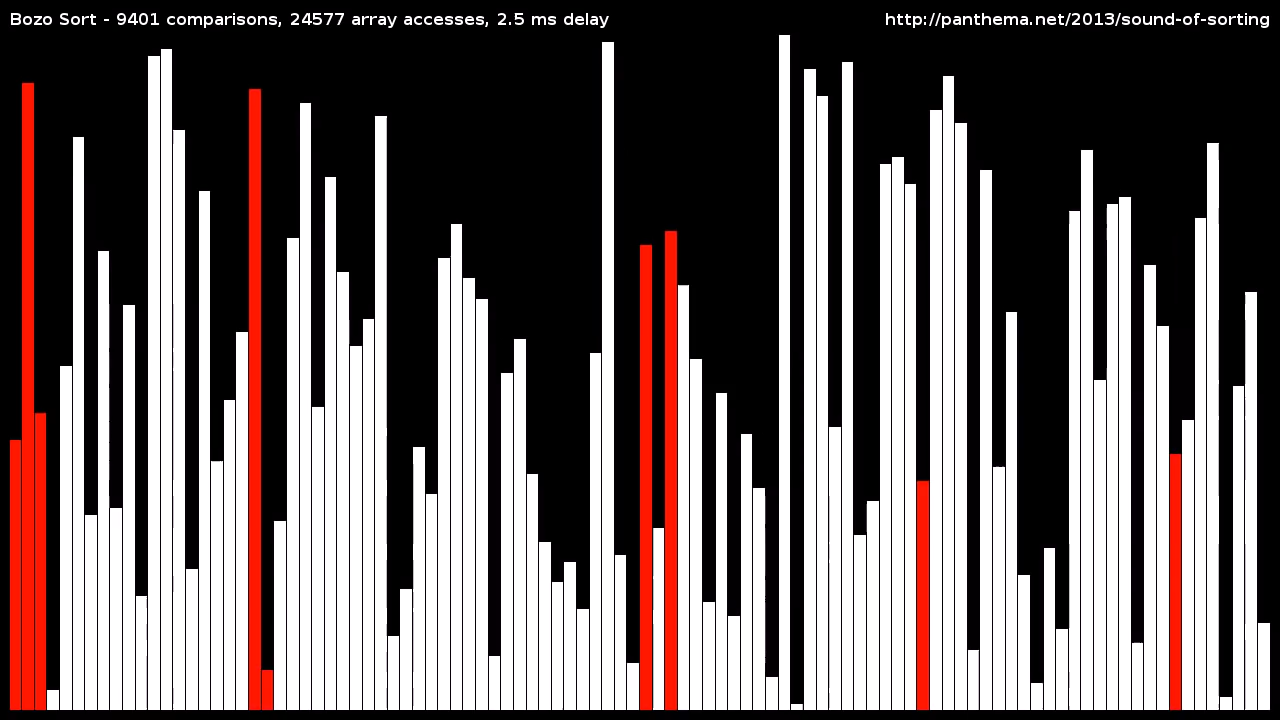 Bozo Sort - 9401 comparisons, 24577 array accesses, 2.5 ms delay
http://panthema.net/2013/sound-of-sorting